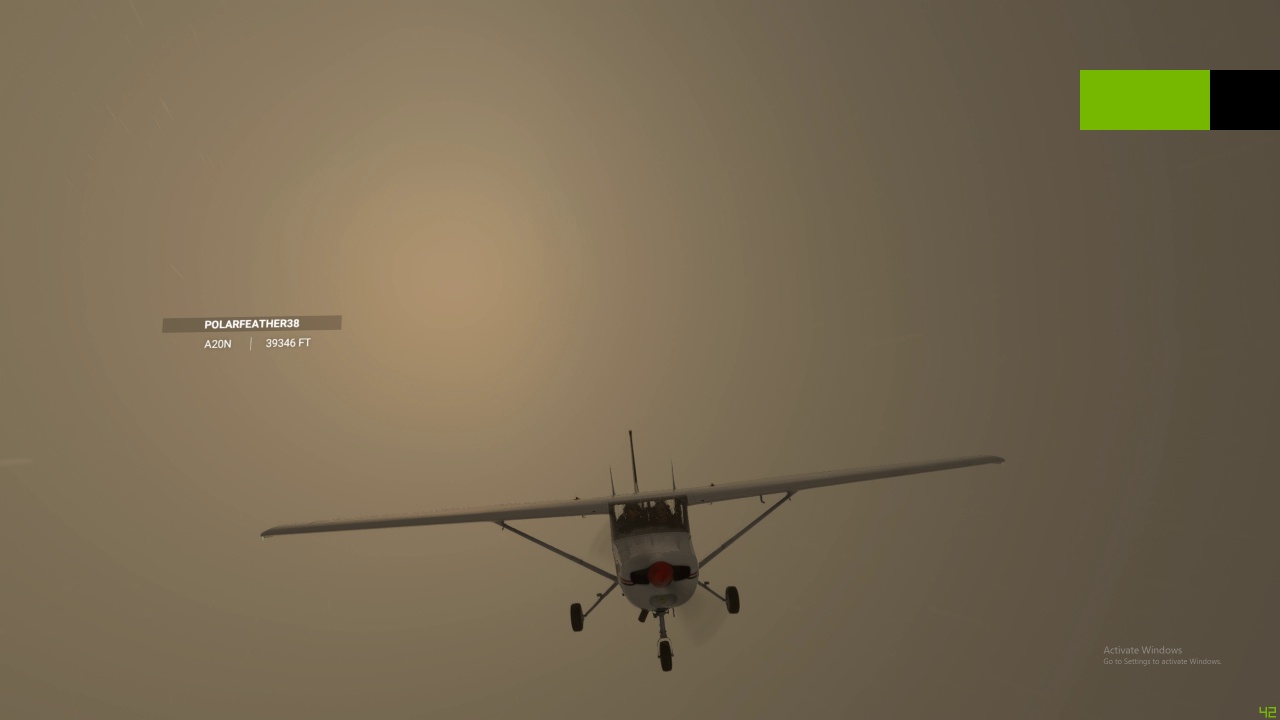 POLARFEATHER38
A20N | 39346 FT
Activate Windows
Go to Settings to activate Windows.
42